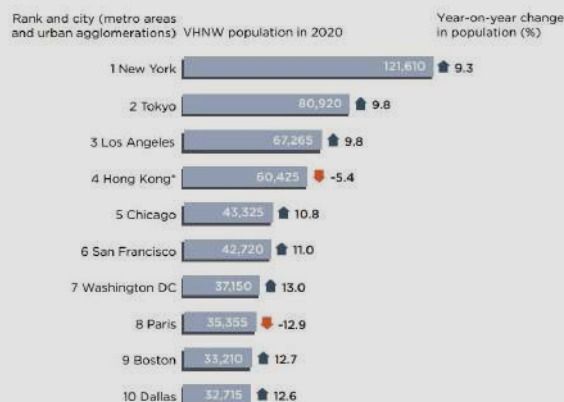 Rank and city (metro areas
and urban agglomerations) VHNW population in 2020
Year-on-year change
in population (%)
1 New York 121,610 9.3
2 Tokyo 80,920 9.8
3 Los Angeles 67,265 9.8
4 Hong Kong* 60,425 -5.4
5 Chicago 43,325 10.8
6 San Francisco 42,720 11.0
7 Washington DC 37,150 13.0
8 Paris 35,355 -12.9
9 Boston 33,210 12.7
10 Dallas 32,715 12.6